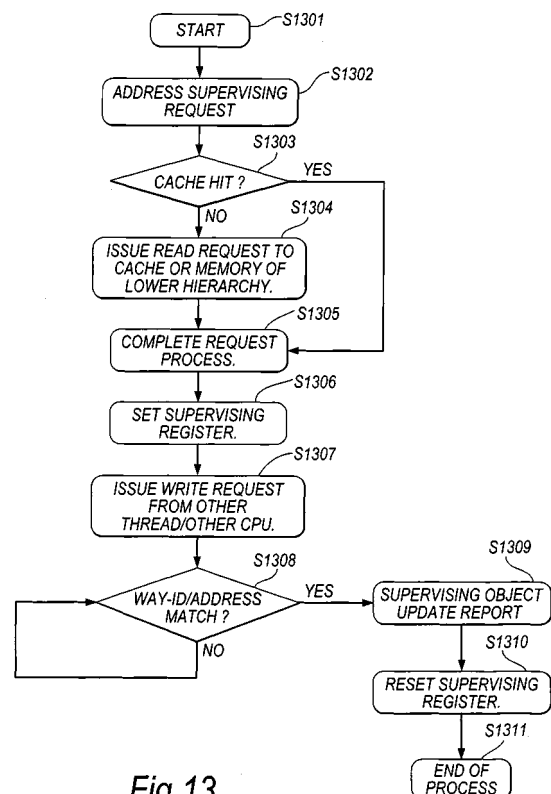 START
S1301
ADDRESS SUPERVISING
REQUEST
S1302
CACHE HIT ?
S1303
YES
NO
S1304
ISSUE READ REQUEST TO
CACHE OR MEMORY OF
LOWER HIERARCHY.
S1305
COMPLETE REQUEST
PROCESS.
S1306
SET SUPERVISING
REGISTER.
S1307
ISSUE WRITE REQUEST
FROM OTHER
THREAD/OTHER CPU.
S1308
WAY-ID/ADDRESS
MATCH ?
YES
NO
S1309
SUPERVISING OBJECT
UPDATE REPORT
S1310
RESET SUPERVISING
REGISTER.
S1311
END OF
PROCESS
Fig.13